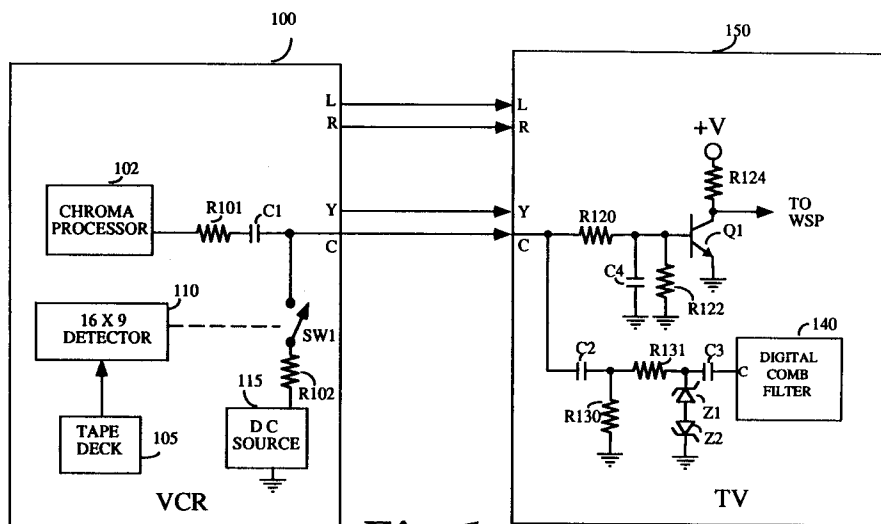 100
150
L
R
L
R
+V
R124
TO
WSP
102
CHROMA
PROCESSOR
R101
C1
Y
C
Y
C
R120
Q1
C4
R122
110
16 X 9
DETECTOR
SW1
R102
115
D C
SOURCE
TAPE
DECK
105
VCR
C2
R131
C3
R130
Z1
Z2
140
C
DIGITAL
COMB
FILTER
TV